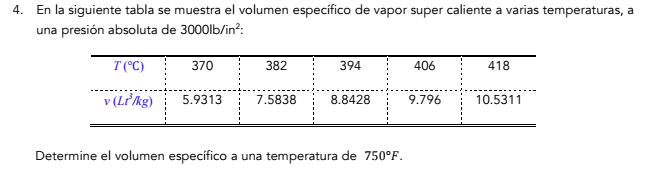 4. En la siguiente tabla se muestra el volumen específico de vapor super caliente a varias temperaturas, a
una presión absoluta de 3000lb/in²:
T (°C) 370 382 394 406 418
v (Lt³/kg) 5.9313 7.5838 8.8428 9.796 10.5311
Determine el volumen específico a una temperatura de 750°F.